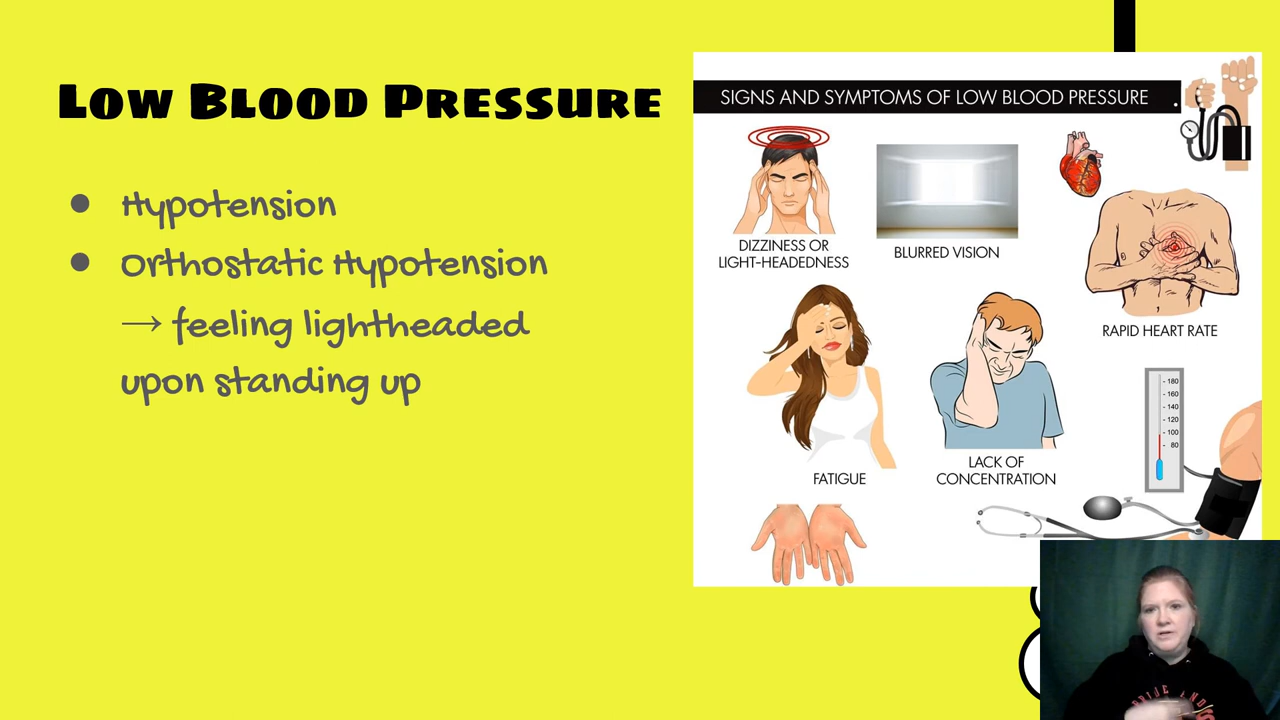 Low Blood Pressure
● Hypotension
● Orthostatic Hypotension
→ feeling lightheaded
upon standing up
SIGNS AND SYMPTOMS OF LOW BLOOD PRESSURE
DIZZINESS OR
LIGHT-HEADEDNESS
BLURRED VISION
RAPID HEART RATE
FATIGUE
LACK OF
CONCENTRATION
- 180
- 160
- 140
- 120
- 100
- 80